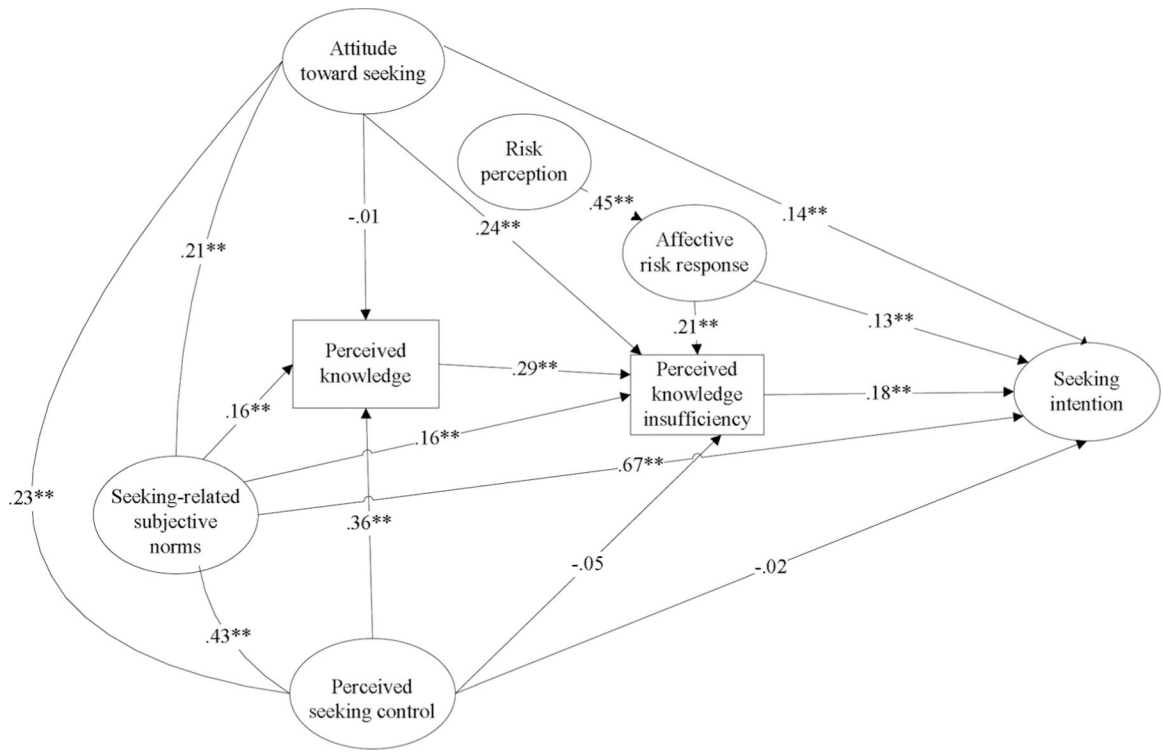 Attitude
toward seeking
Risk
perception
.45**
-.01
.24**
.14**
.21**
Affective
risk response
.21**
.13**
Perceived
knowledge
.29**
Perceived
knowledge
insufficiency
.18**
Seeking
intention
.16**
.16**
.67**
Seeking-related
subjective
norms
.23**
.36**
-.05
-.02
.43**
Perceived
seeking control